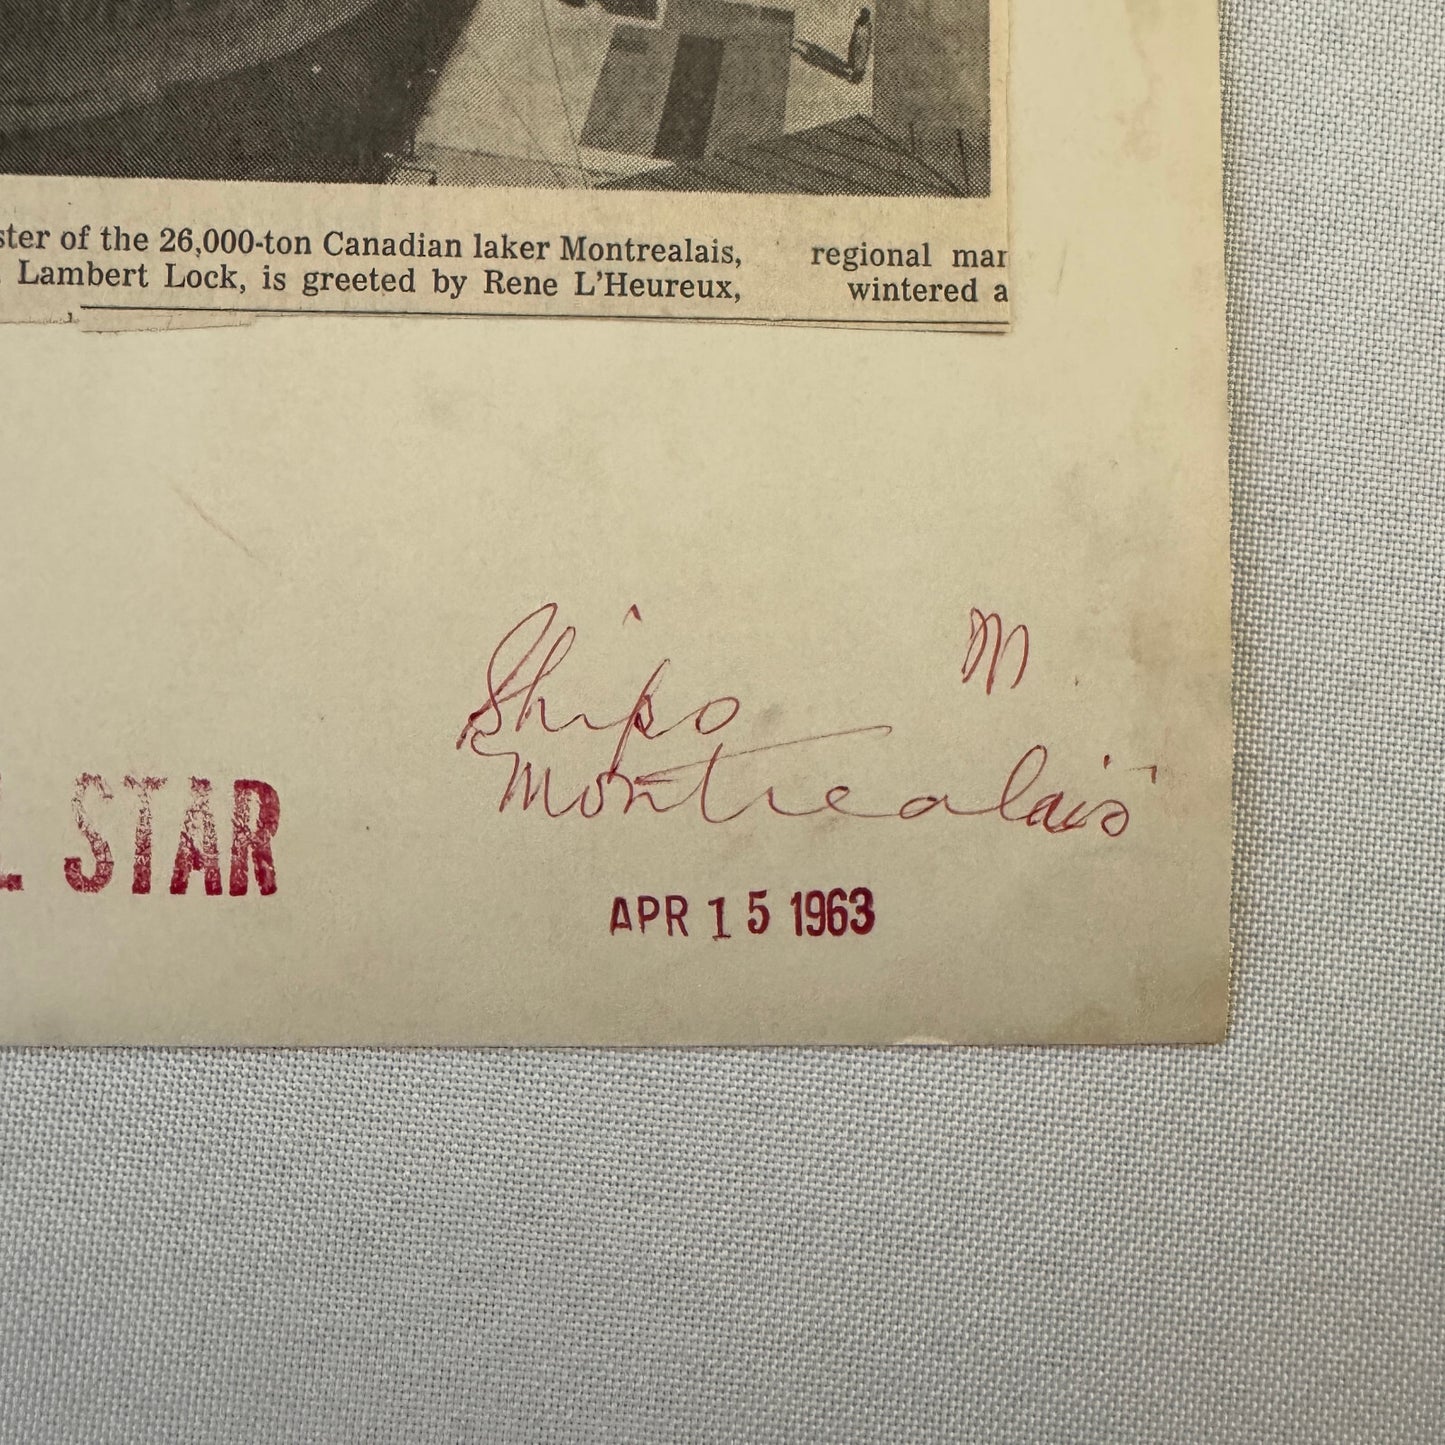 ster of the 26,000-ton Canadian laker Montrealais,
Lambert Lock, is greeted by Rene L'Heureux,
regional mar
wintered a
Ships M
Montrealais
L STAR
APR 15 1963